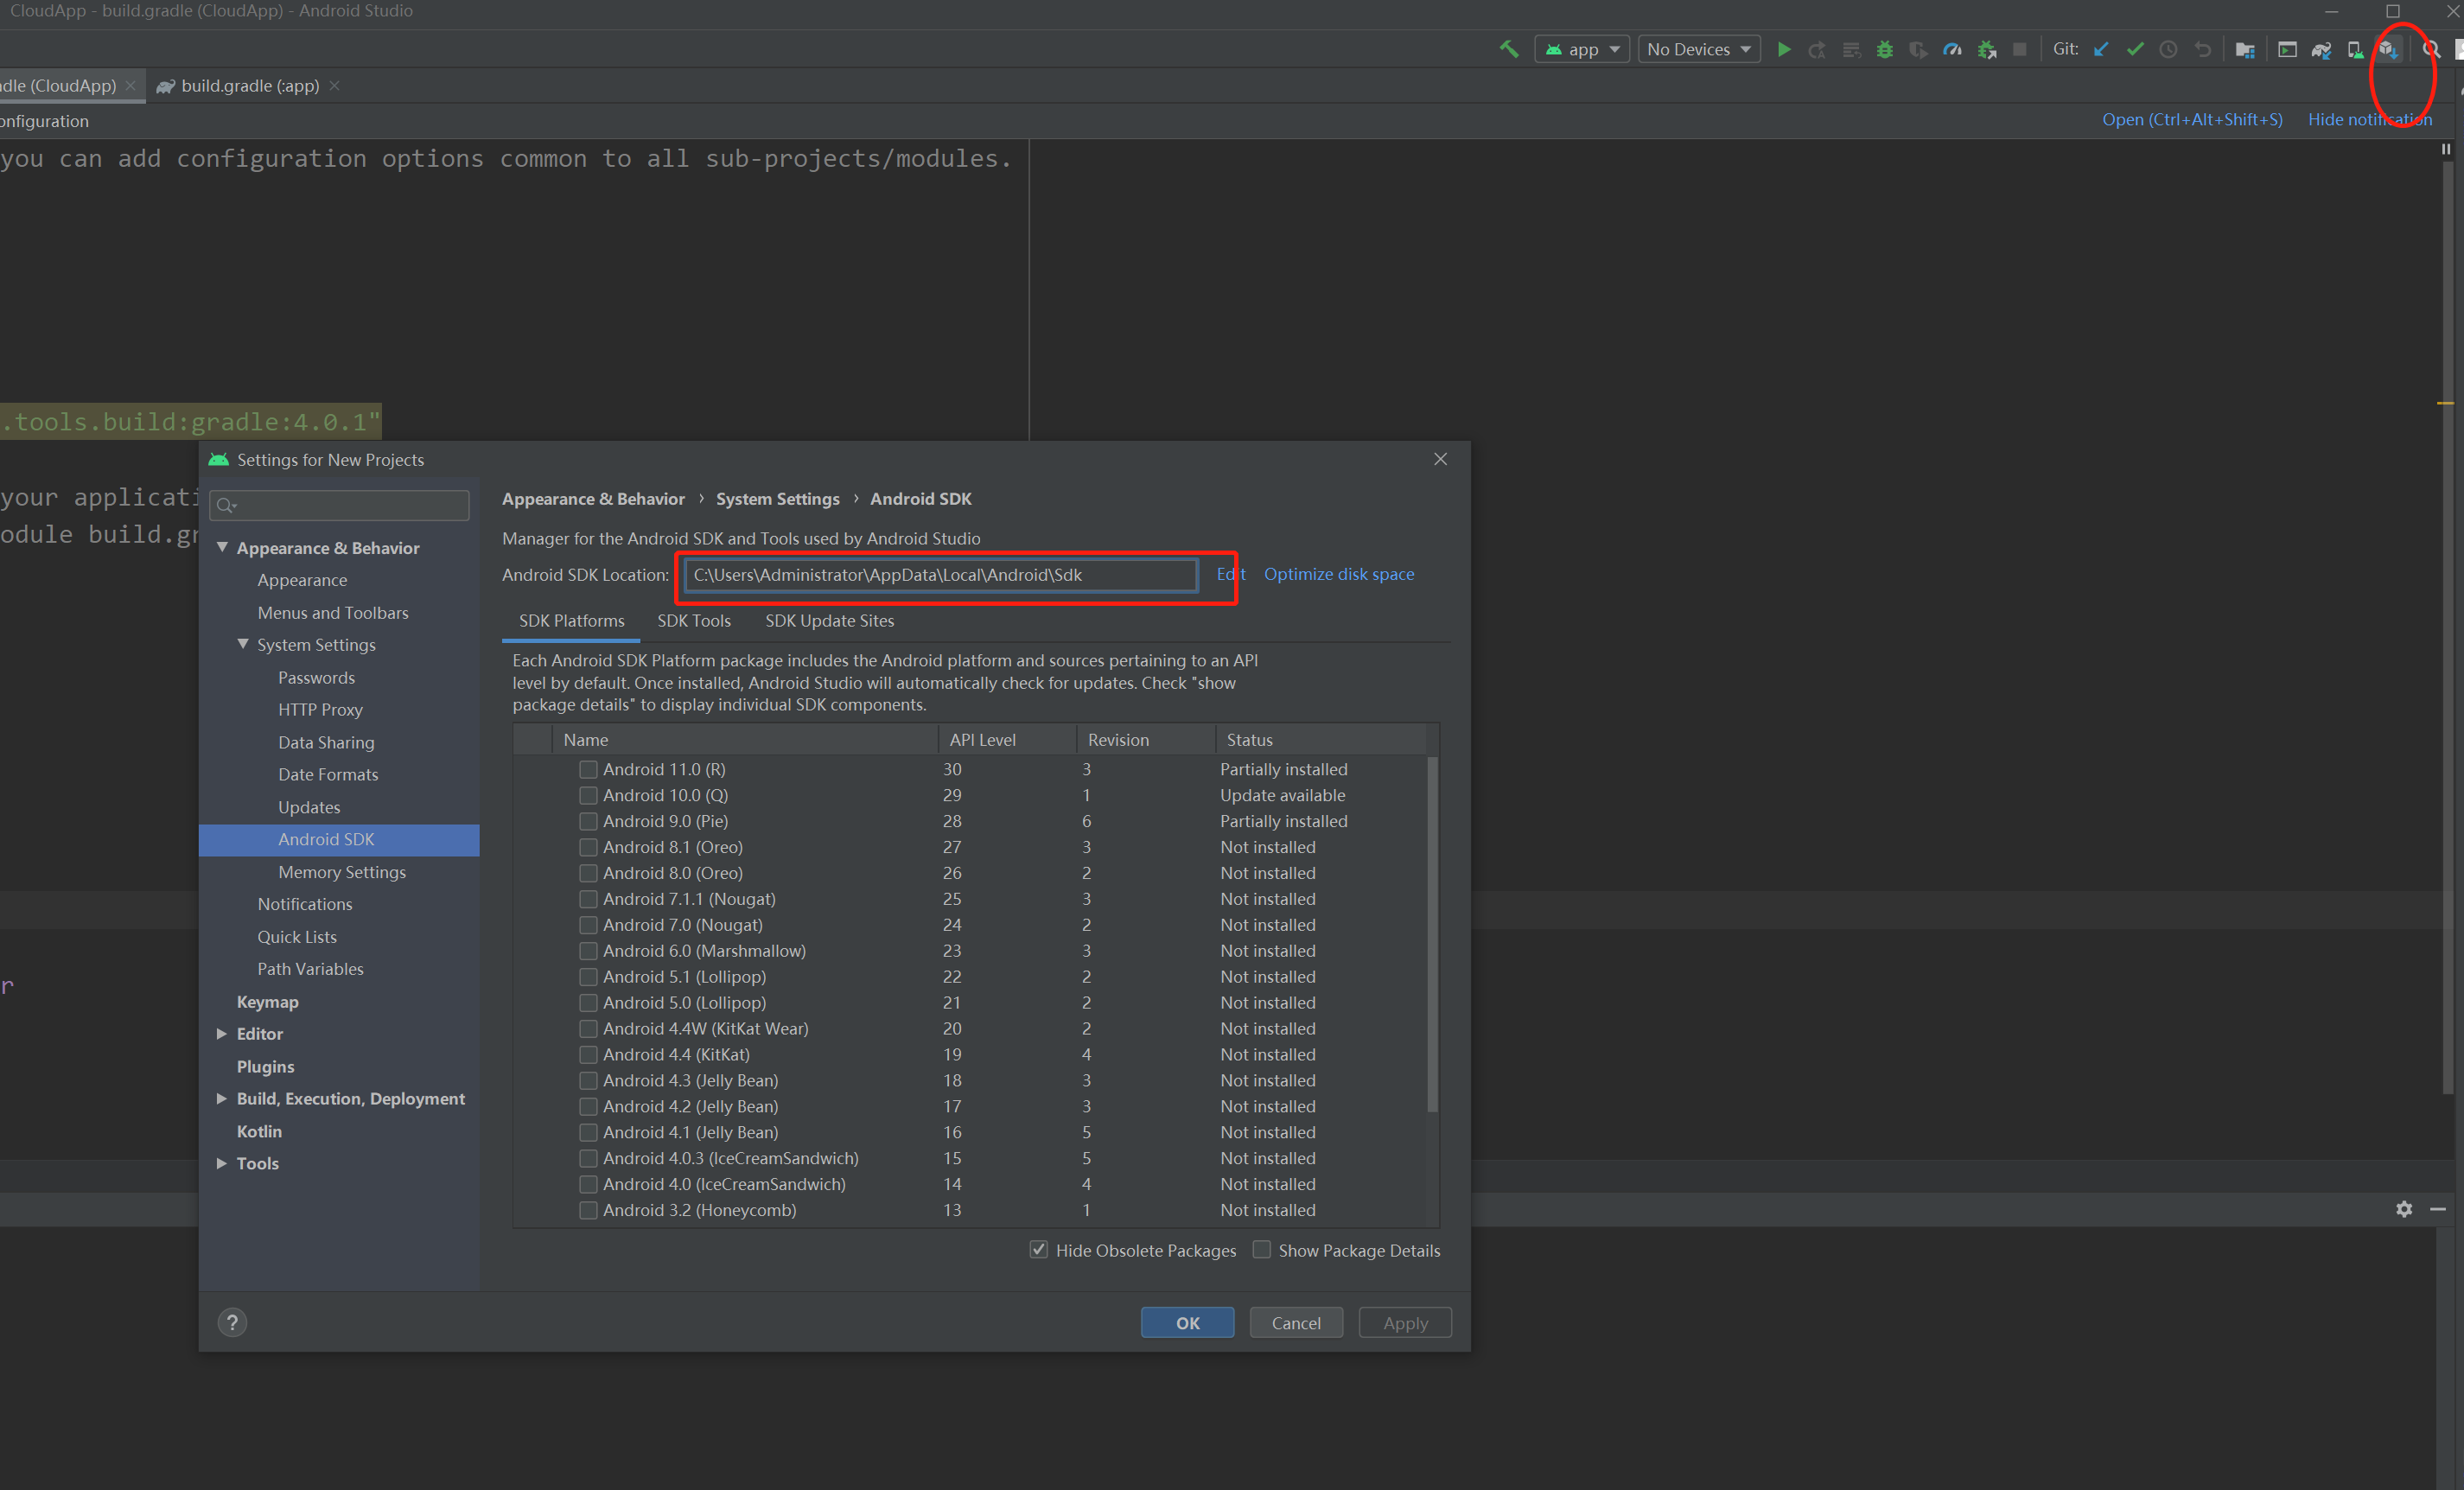 CloudApp - build.gradle (CloudApp) - Android Studio
app
No Devices
Git:
dle (CloudApp)
build.gradle (:app)
onfiguration
Open (Ctrl+Alt+Shift+S)
Hide notification
you can add configuration options common to all sub-projects/modules.
.tools.build:gradle:4.0.1"
your applicati
odule build.gr
r
Settings for New Projects
Appearance & Behavior
Appearance
Menus and Toolbars
System Settings
Passwords
HTTP Proxy
Data Sharing
Date Formats
Updates
Android SDK
Memory Settings
Notifications
Quick Lists
Path Variables
Keymap
Editor
Plugins
Build, Execution, Deployment
Kotlin
Tools
Appearance & Behavior › System Settings › Android SDK
Manager for the Android SDK and Tools used by Android Studio
Android SDK Location: C:\Users\Administrator\AppData\Local\Android\Sdk Edit Optimize disk space
SDK Platforms SDK Tools SDK Update Sites
Each Android SDK Platform package includes the Android platform and sources pertaining to an API
level by default. Once installed, Android Studio will automatically check for updates. Check "show
package details" to display individual SDK components.
Name API Level Revision Status
Android 11.0 (R) 30 3 Partially installed
Android 10.0 (Q) 29 1 Update available
Android 9.0 (Pie) 28 6 Partially installed
Android 8.1 (Oreo) 27 3 Not installed
Android 8.0 (Oreo) 26 2 Not installed
Android 7.1.1 (Nougat) 25 3 Not installed
Android 7.0 (Nougat) 24 2 Not installed
Android 6.0 (Marshmallow) 23 3 Not installed
Android 5.1 (Lollipop) 22 2 Not installed
Android 5.0 (Lollipop) 21 2 Not installed
Android 4.4W (KitKat Wear) 20 2 Not installed
Android 4.4 (KitKat) 19 4 Not installed
Android 4.3 (Jelly Bean) 18 3 Not installed
Android 4.2 (Jelly Bean) 17 3 Not installed
Android 4.1 (Jelly Bean) 16 5 Not installed
Android 4.0.3 (IceCreamSandwich) 15 5 Not installed
Android 4.0 (IceCreamSandwich) 14 4 Not installed
Android 3.2 (Honeycomb) 13 1 Not installed
Hide Obsolete Packages Show Package Details
? OK Cancel Apply